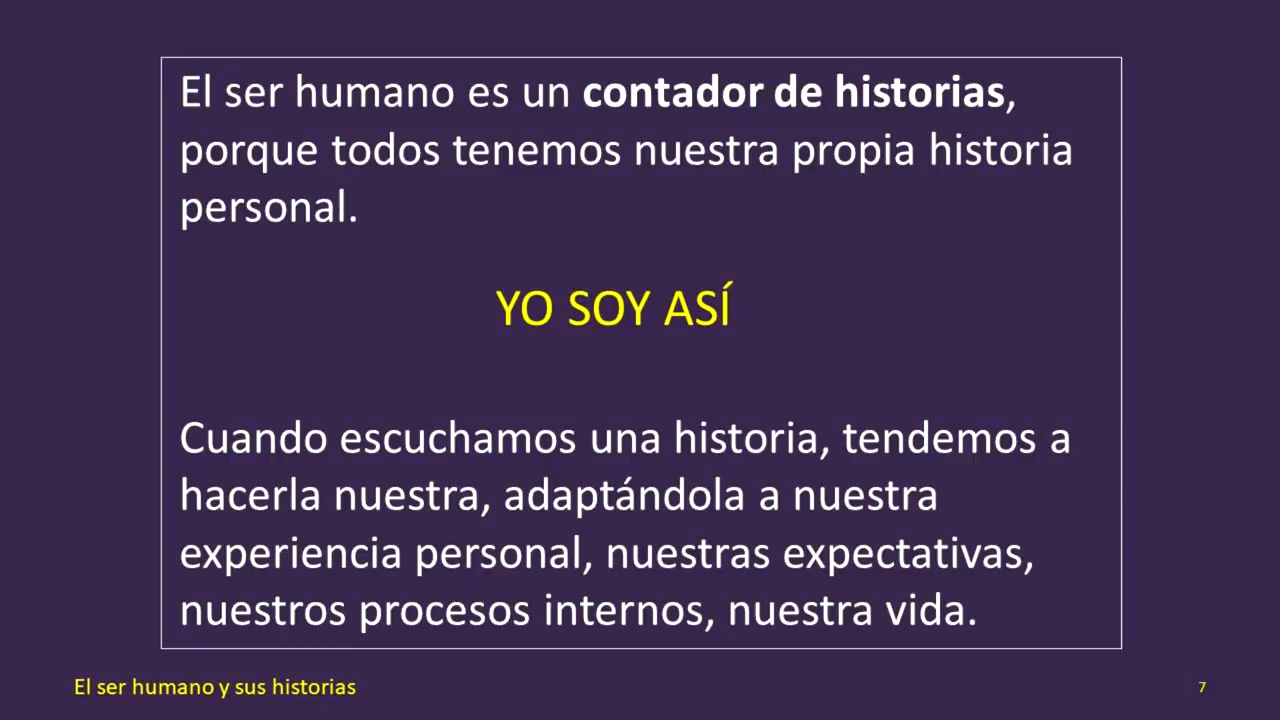 El ser humano es un contador de historias,
porque todos tenemos nuestra propia historia
personal.
YO SOY ASÍ
Cuando escuchamos una historia, tendemos a
hacerla nuestra, adaptándola a nuestra
experiencia personal, nuestras expectativas,
nuestros procesos internos, nuestra vida.
El ser humano y sus historias
7